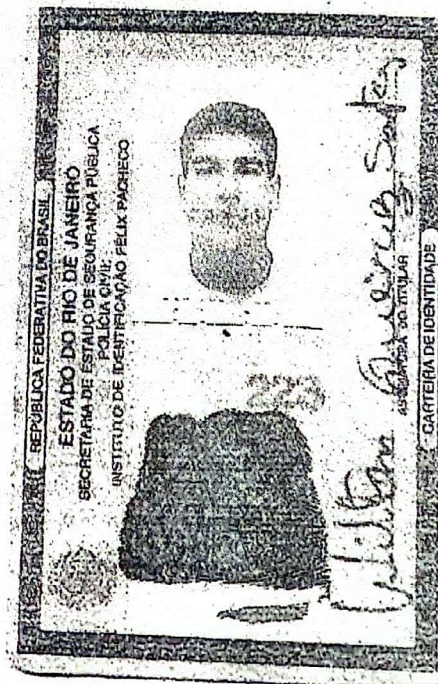 REPÚBLICA FEDERATIVA DO BRASIL
ESTADO DO RIO DE JANEIRO
SECRETARIA DE ESTADO DE SEGURANÇA PÚBLICA
POLÍCIA CIVIL
INSTITUTO DE IDENTIFICAÇÃO FÉLIX PACHECO
ASSINATURA DO TITULAR
CARTEIRA DE IDENTIDADE